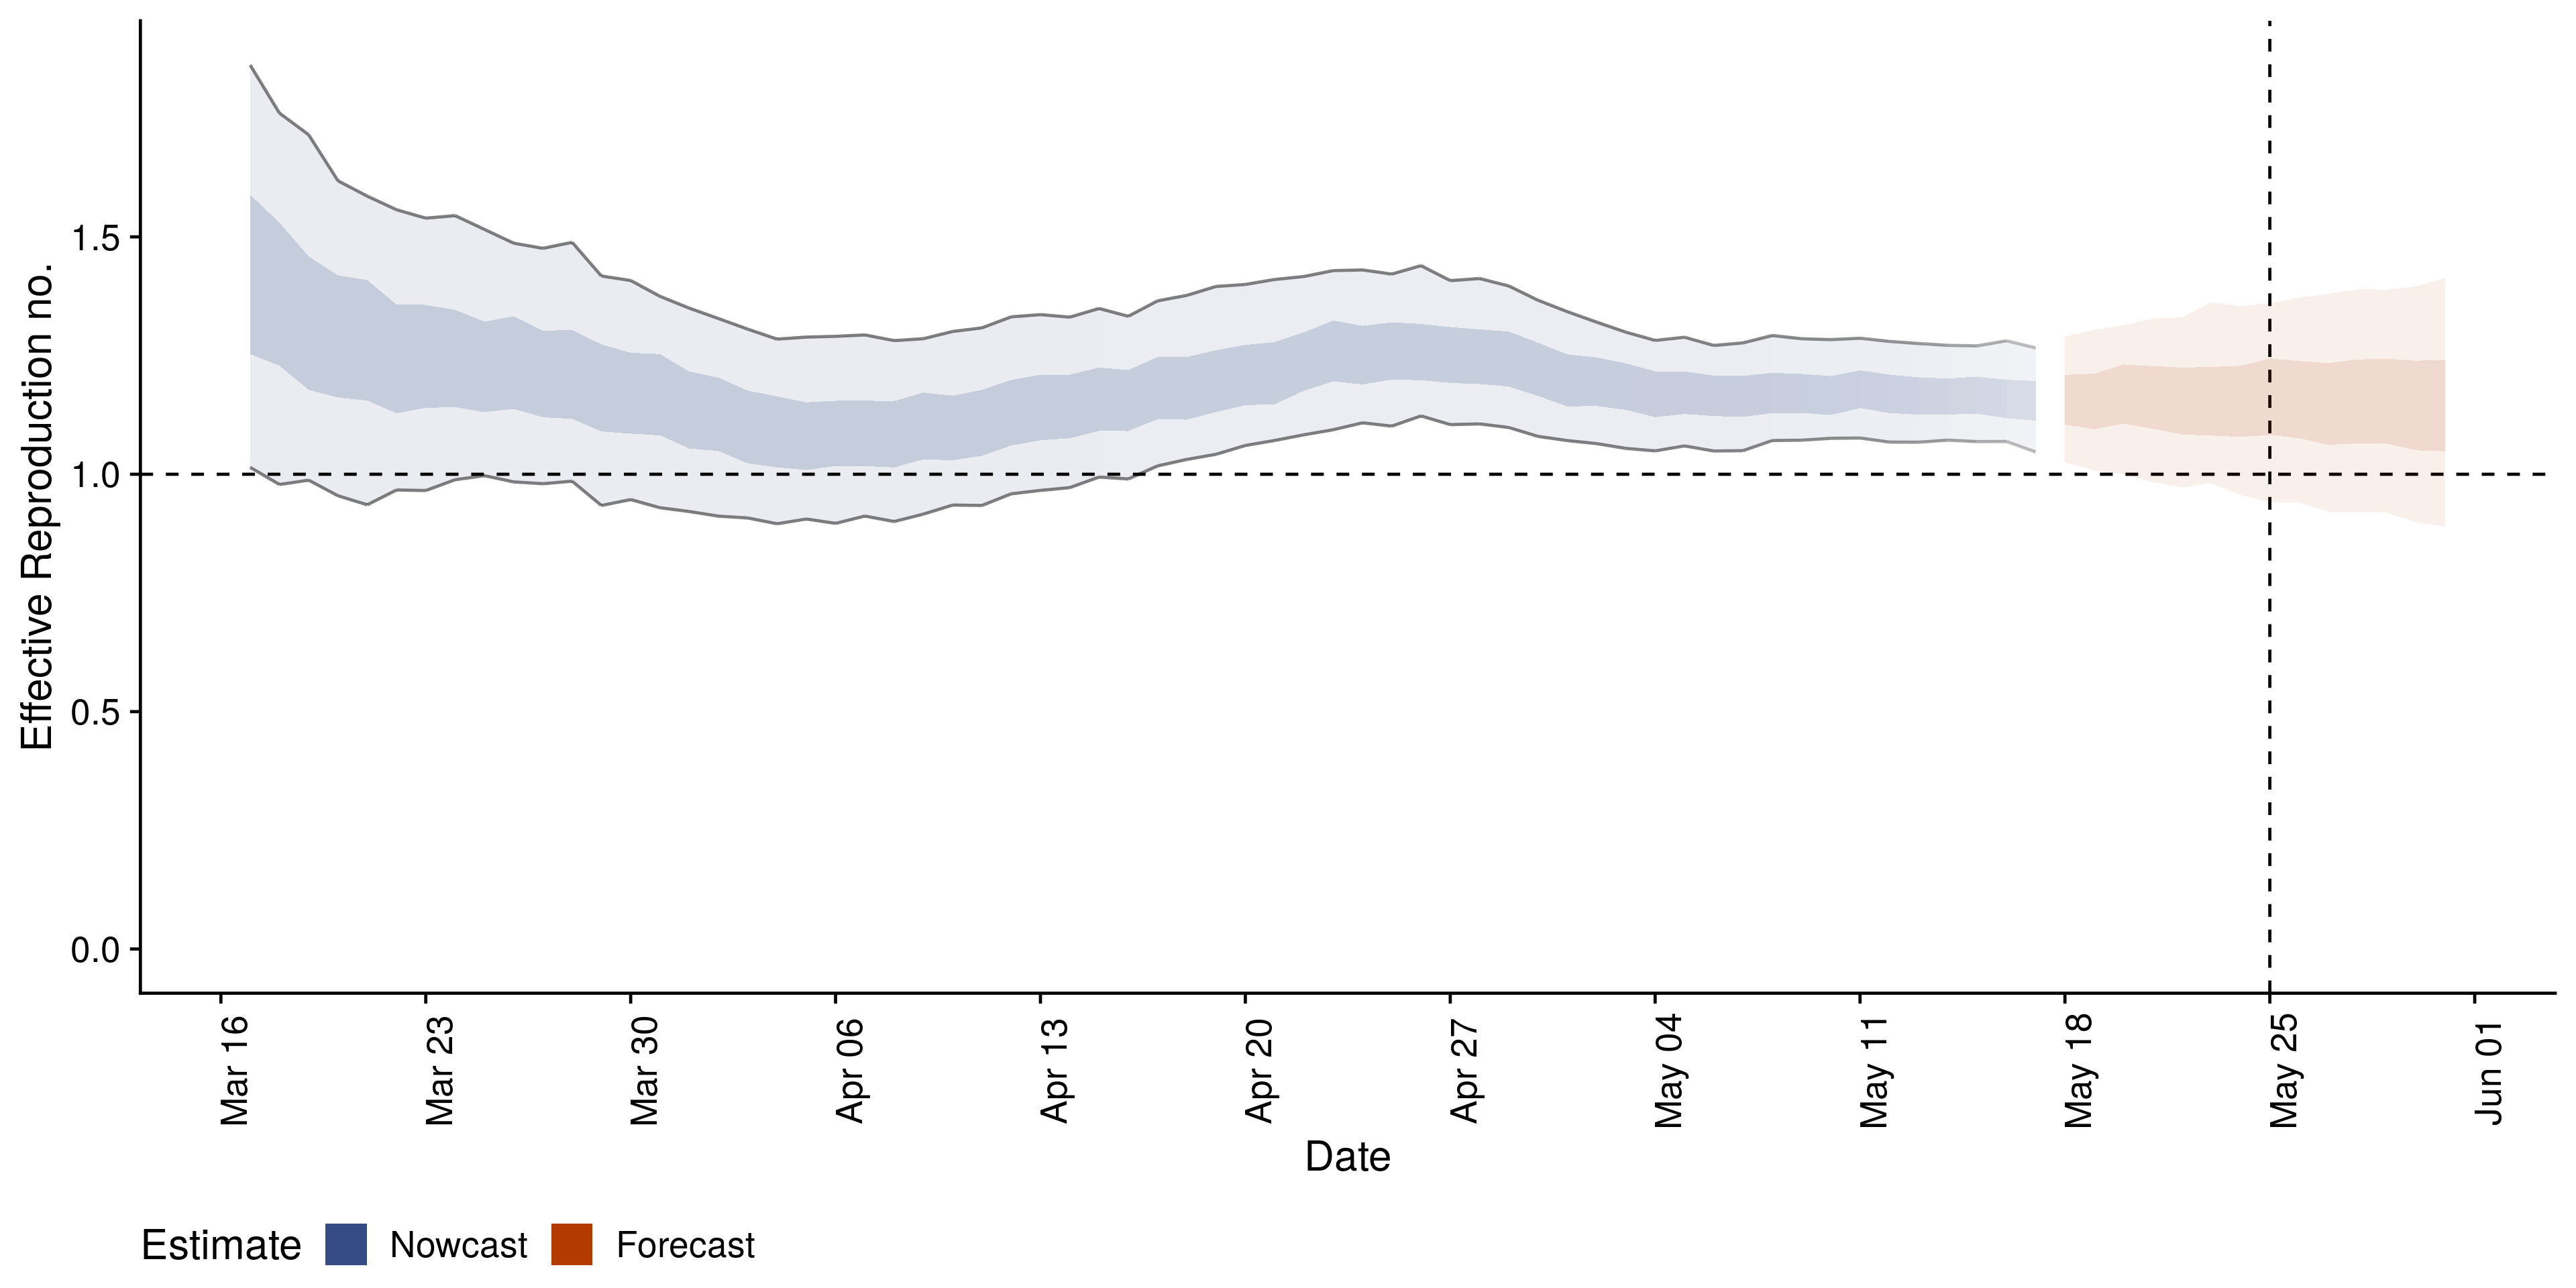 Effective Reproduction no.
1.5
1.0
0.5
0.0
Mar 16
Mar 23
Mar 30
Apr 06
Apr 13
Apr 20
Apr 27
May 04
May 11
May 18
May 25
Jun 01
Date
Estimate Nowcast Forecast